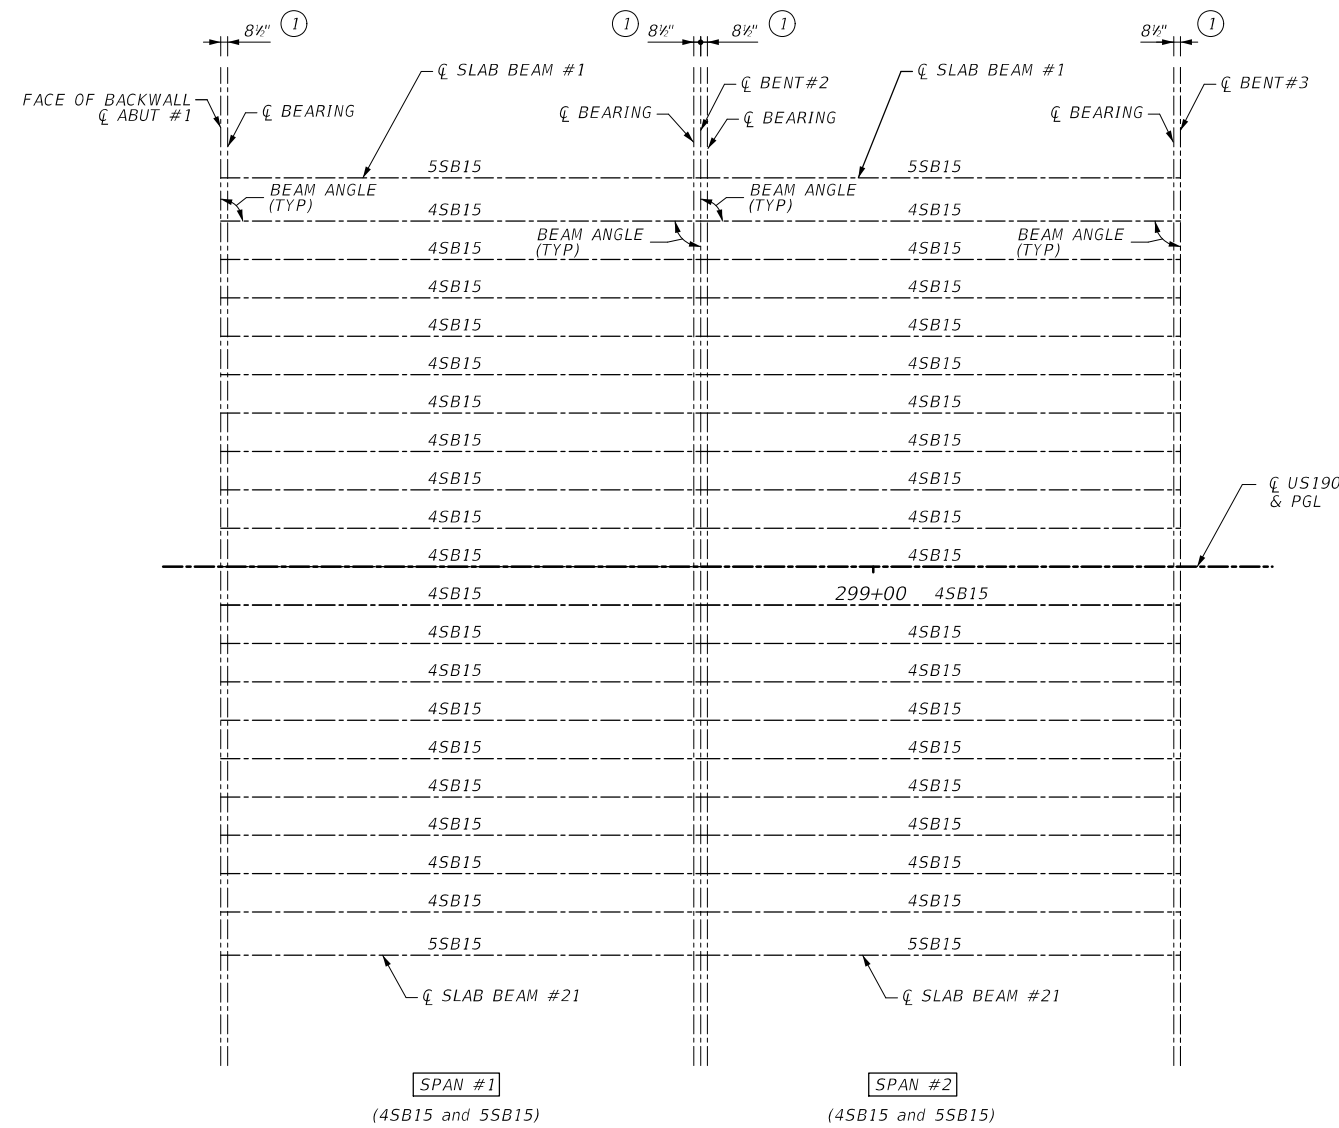 8½" 1 1 8½" 8½" 1 8½" 1
℄ SLAB BEAM #1 ℄ SLAB BEAM #1
℄ BENT#2 ℄ BENT#3
FACE OF BACKWALL
℄ ABUT #1
℄ BEARING ℄ BEARING ℄ BEARING ℄ BEARING
5SB15 5SB15
BEAM ANGLE
(TYP)
BEAM ANGLE
(TYP)
4SB15 4SB15
BEAM ANGLE
(TYP)
BEAM ANGLE
(TYP)
4SB15 4SB15
4SB15 4SB15
4SB15 4SB15
4SB15 4SB15
4SB15 4SB15
4SB15 4SB15
4SB15 4SB15
℄ US190
& PGL
4SB15 4SB15
4SB15 4SB15
4SB15 299+00 4SB15
4SB15 4SB15
4SB15 4SB15
4SB15 4SB15
4SB15 4SB15
4SB15 4SB15
4SB15 4SB15
4SB15 4SB15
4SB15 4SB15
5SB15 5SB15
℄ SLAB BEAM #21 ℄ SLAB BEAM #21
SPAN #1 SPAN #2
(4SB15 and 5SB15) (4SB15 and 5SB15)